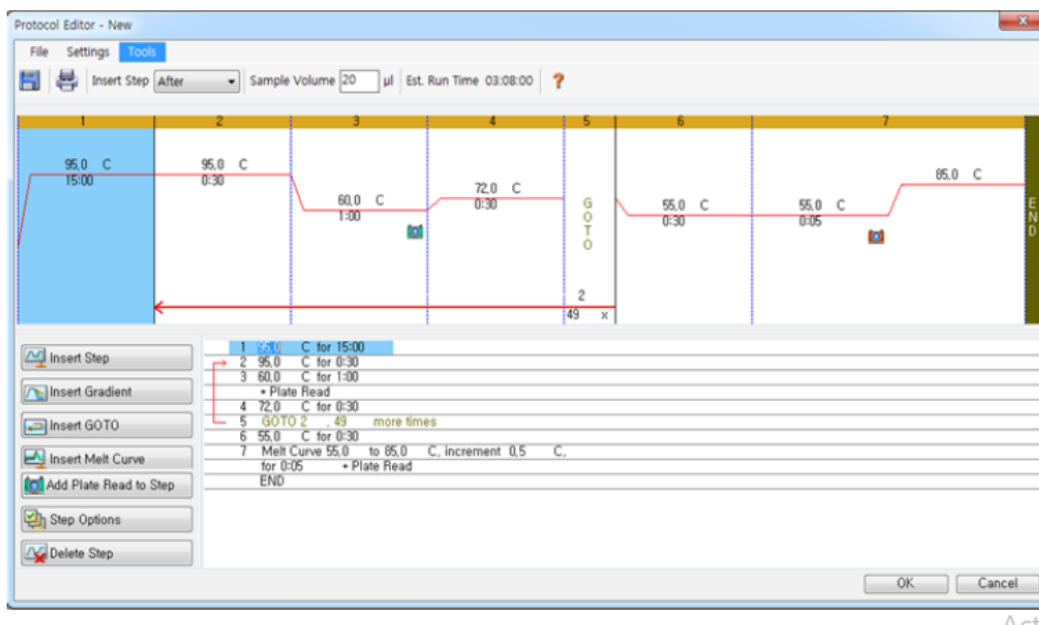 Protocol Editor - New
File Settings Tools
Insert Step After Sample Volume 20 µl Est. Run Time 03:08:00 ?
1 2 3 4 5 6 7
95,0 C
15:00
95,0 C
0:30
60,0 C
1:00
72,0 C
0:30
GOTO
2
49 x
55,0 C
0:30
55,0 C
0:05
85,0 C
END
Insert Step
Insert Gradient
Insert GOTO
Insert Melt Curve
Add Plate Read to Step
Step Options
Delete Step
1 95,0 C for 15:00
2 95,0 C for 0:30
3 60,0 C for 1:00
+ Plate Read
4 72,0 C for 0:30
5 GOTO 2 , 49 more times
6 55,0 C for 0:30
7 Melt Curve 55,0 to 85,0 C, increment 0,5 C,
for 0:05 + Plate Read
END
OK Cancel